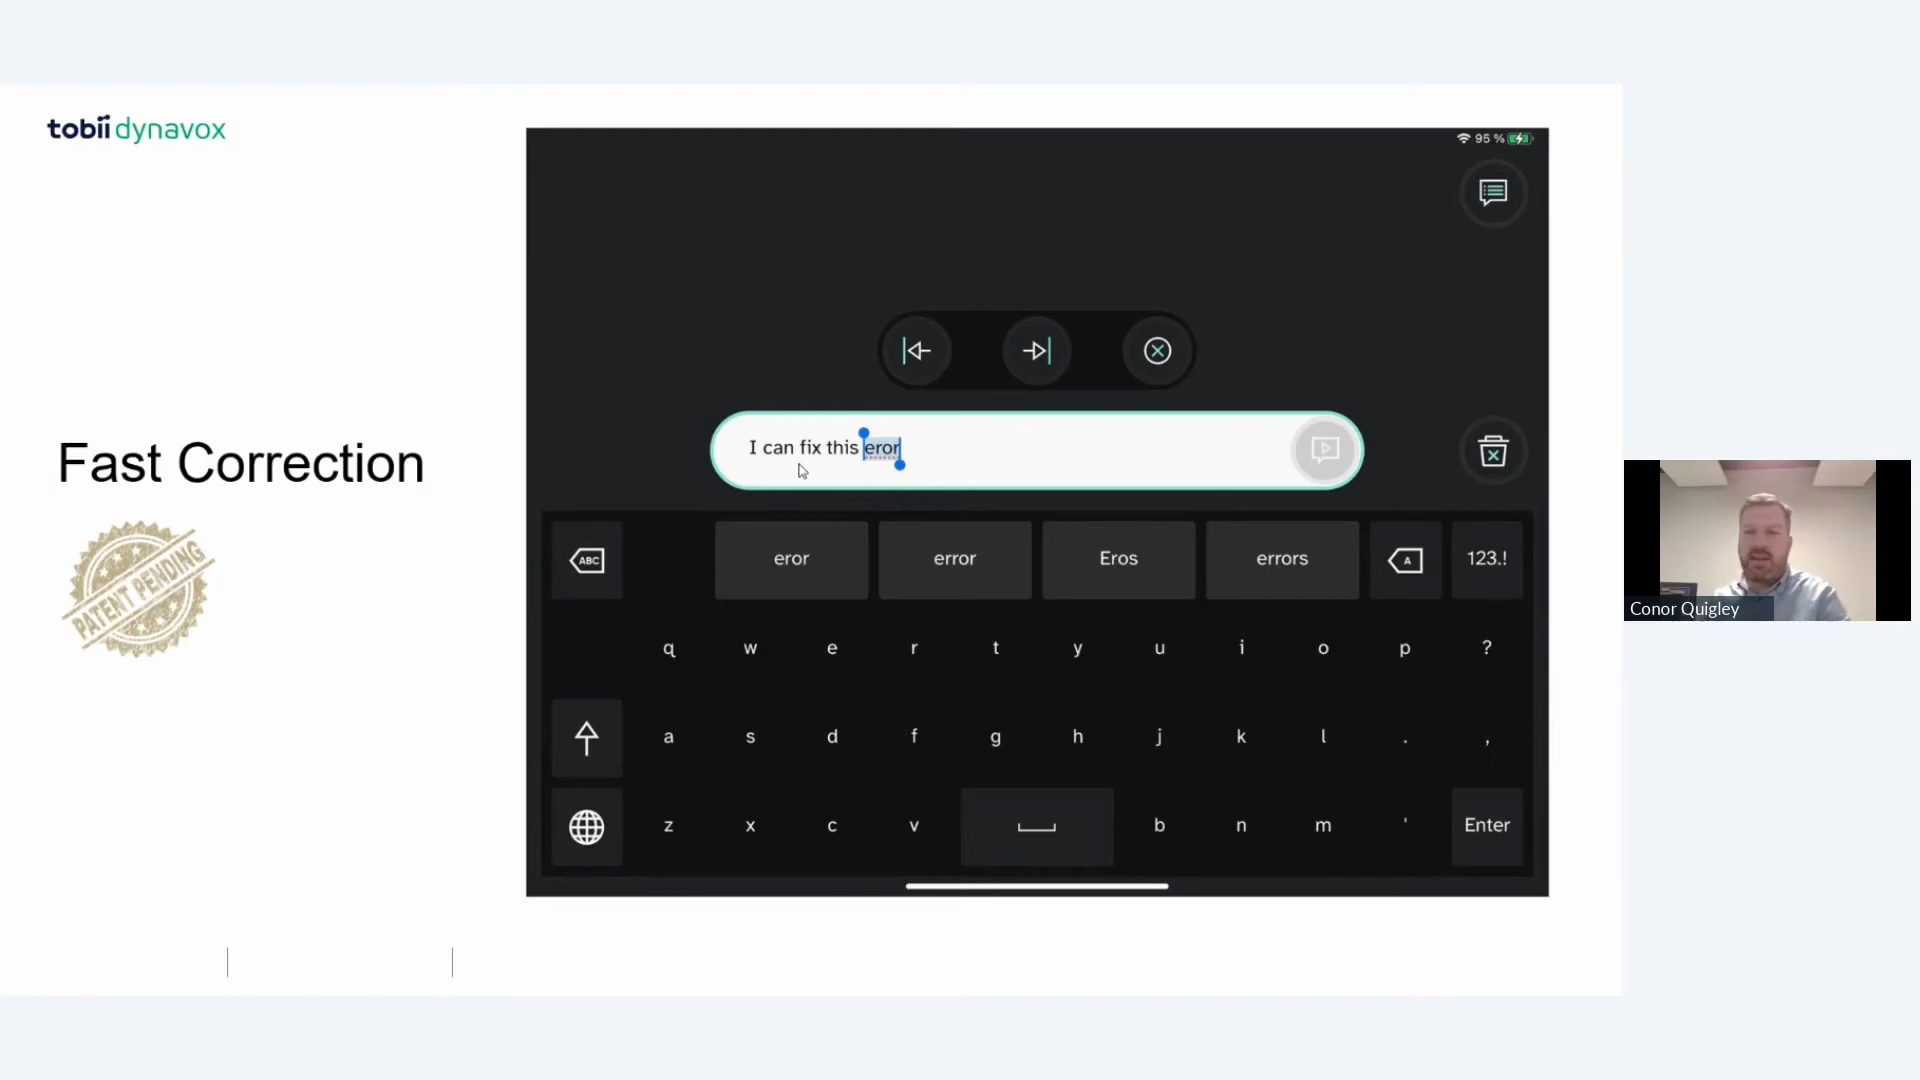 tobii dynavox
95 %
Fast Correction
PATENT PENDING
I can fix this eror
ABC
eror
error
Eros
errors
A
123.!
q w e r t y u i o p ?
a s d f g h j k l . ,
z x c v b n m ' Enter
Conor Quigley